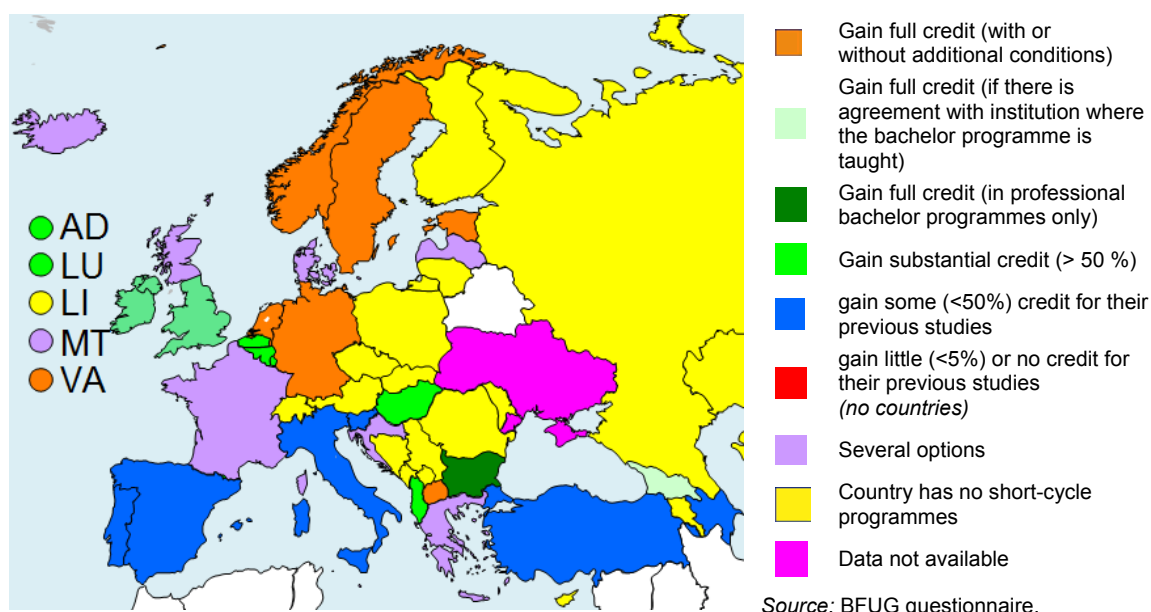 AD
LU
LI
MT
VA
Gain full credit (with or
without additional conditions)
Gain full credit (if there is
agreement with institution where
the bachelor programme is
taught)
Gain full credit (in professional
bachelor programmes only)
Gain substantial credit (> 50 %)
gain some (<50%) credit for their
previous studies
gain little (<5%) or no credit for
their previous studies
(no countries)
Several options
Country has no short-cycle
programmes
Data not available
Source: BFUG questionnaire.